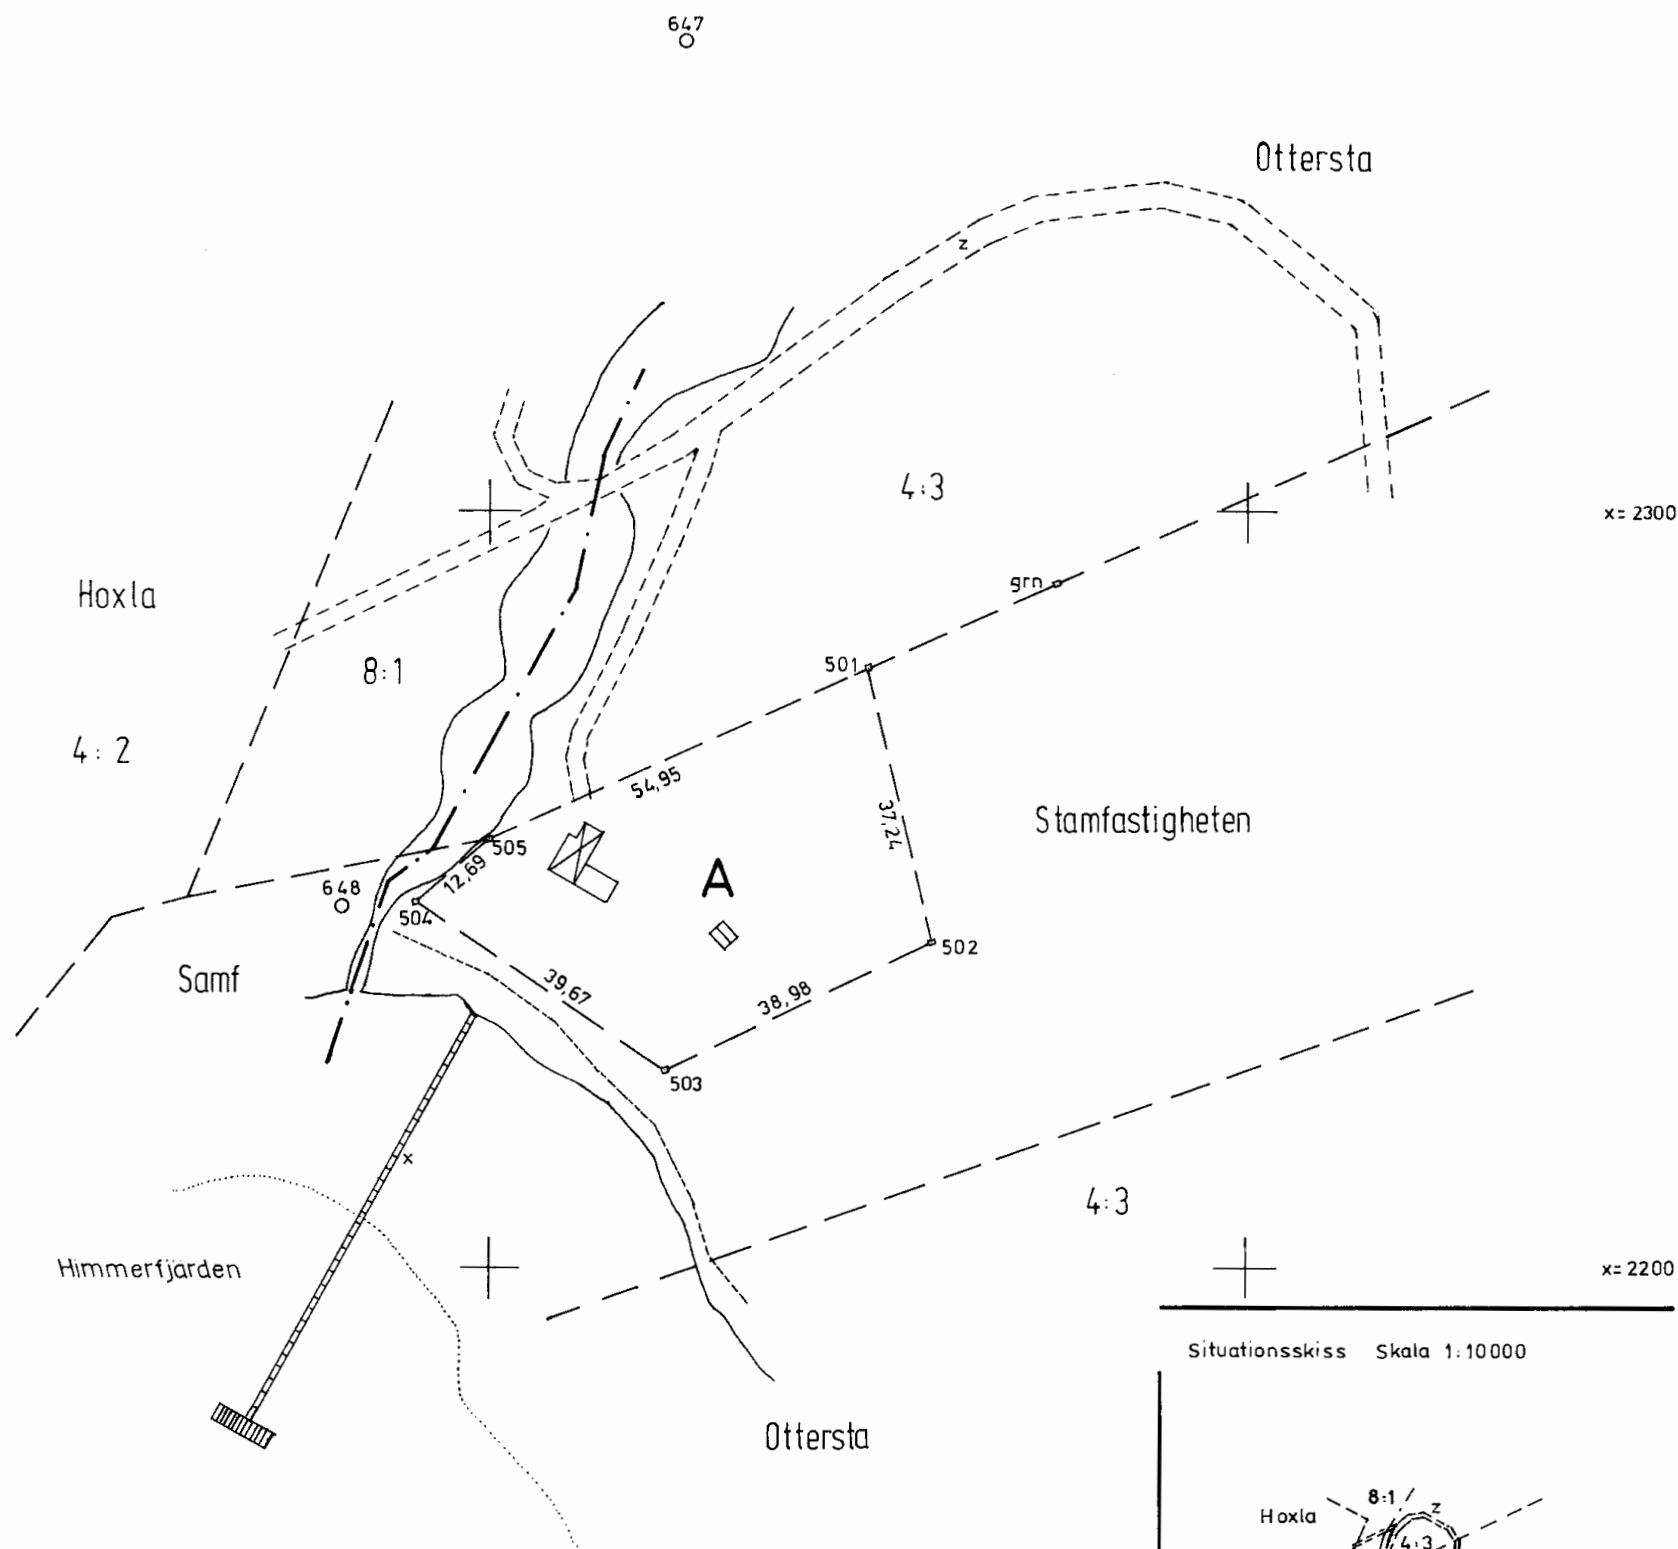 647
Ottersta
z
4:3
x= 2300
grn
Hoxla
501
8:1
4: 2
54,95
37,24
Stamfastigheten
505
12,69
648
A
504
502
Samf
39,67
38,98
503
x
4:3
Himmerfjärden
x= 2200
Situationsskiss Skala 1:10000
Ottersta
8:1
z
Hoxla
4:3